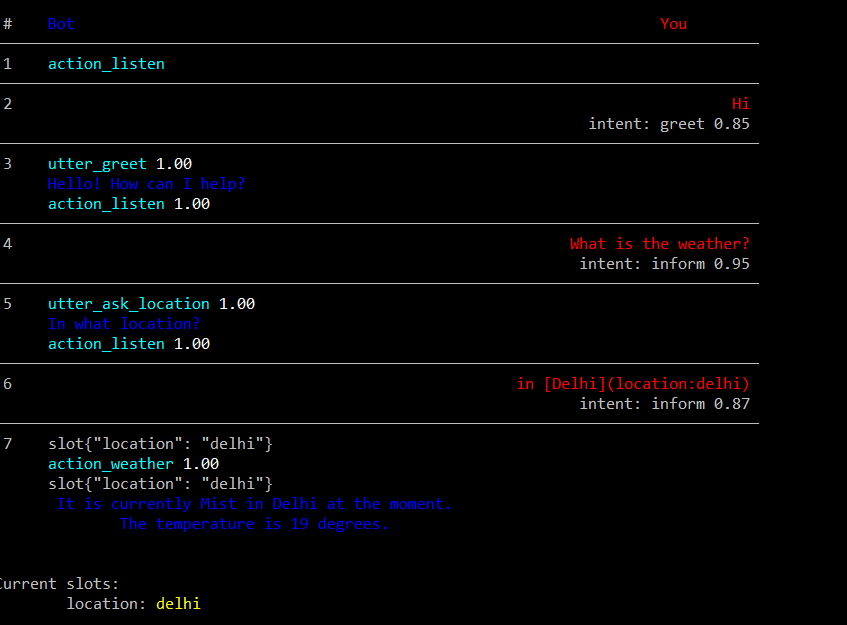 # Bot You
1 action_listen
2 Hi
intent: greet 0.85
3 utter_greet 1.00
Hello! How can I help?
action_listen 1.00
4 What is the weather?
intent: inform 0.95
5 utter_ask_location 1.00
In what location?
action_listen 1.00
6 in [Delhi](location:delhi)
intent: inform 0.87
7 slot{"location": "delhi"}
action_weather 1.00
slot{"location": "delhi"}
It is currently Mist in Delhi at the moment.
The temperature is 19 degrees.
Current slots:
location: delhi